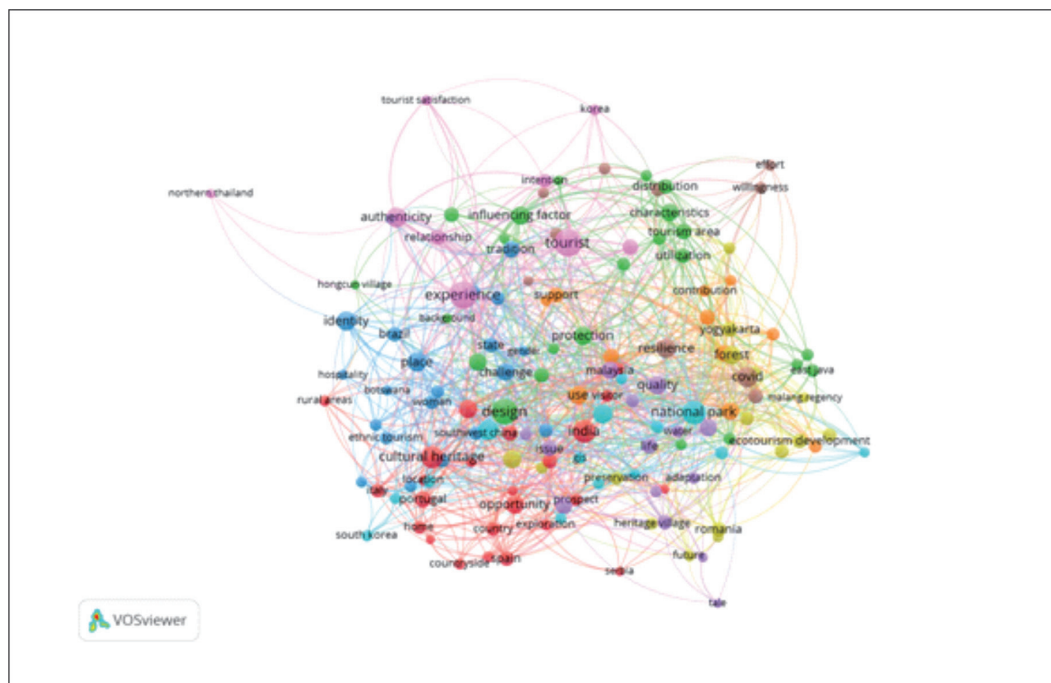 tourist satisfaction
korea
effort
willingness
northern thailand
intention
distribution
authenticity
influencing factor
characteristics
relationship
tourist
tourism area
tradition
utilization
hongcun village
experience
support
contribution
background
identity
brazil
protection
yogyakarta
state
gender
resilience
forest
place
challenge
malaysia
hospitality
covid
east java
botswana
quality
rural areas
woman
use
visitor
malang regency
design
national park
ethnic tourism
southwest china
india
water
ecotourism development
cultural heritage
issue
gis
life
location
preservation
adaptation
italy
portugal
opportunity
prospect
home
country
exploration
heritage village
romania
south korea
countryside
spain
future
serbia
tale
VOSviewer